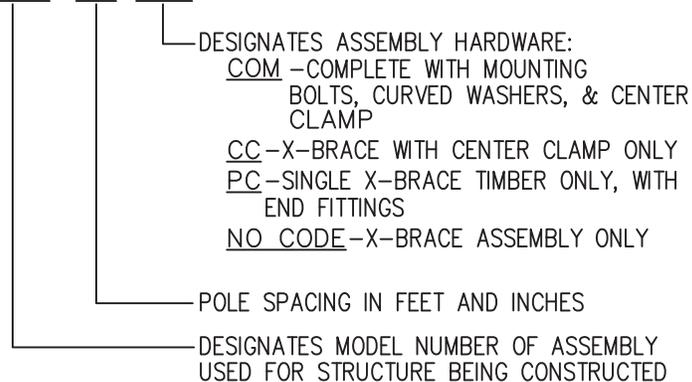 DESIGNATES ASSEMBLY HARDWARE:
COM –COMPLETE WITH MOUNTING
BOLTS, CURVED WASHERS, & CENTER
CLAMP
CC–X–BRACE WITH CENTER CLAMP ONLY
PC–SINGLE X–BRACE TIMBER ONLY, WITH
END FITTINGS
NO CODE–X–BRACE ASSEMBLY ONLY
POLE SPACING IN FEET AND INCHES
DESIGNATES MODEL NUMBER OF ASSEMBLY
USED FOR STRUCTURE BEING CONSTRUCTED